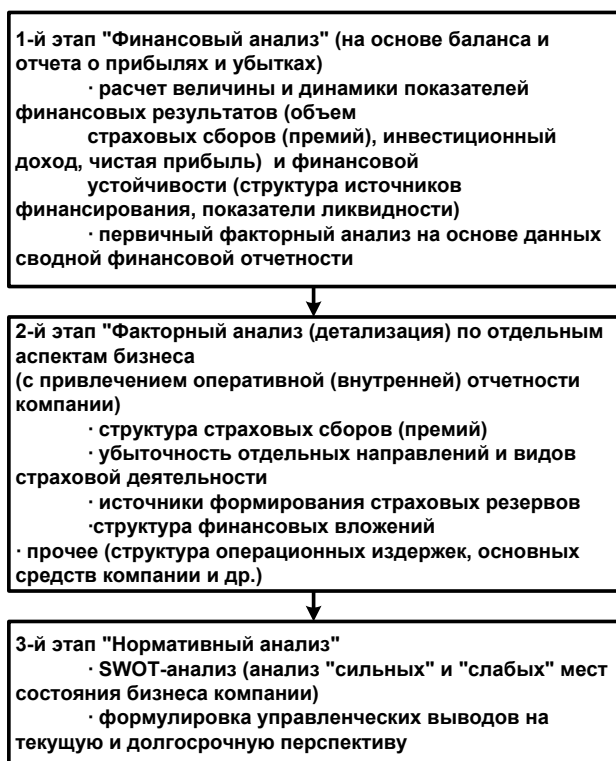 1-й этап "Финансовый анализ" (на основе баланса и
отчета о прибылях и убытках)
· расчет величины и динамики показателей
финансовых результатов (объем
страховых сборов (премий), инвестиционный
доход, чистая прибыль) и финансовой
устойчивости (структура источников
финансирования, показатели ликвидности)
· первичный факторный анализ на основе данных
сводной финансовой отчетности
2-й этап "Факторный анализ (детализация) по отдельным
аспектам бизнеса
(с привлечением оперативной (внутренней) отчетности
компании)
· структура страховых сборов (премий)
· убыточность отдельных направлений и видов
страховой деятельности
· источники формирования страховых резервов
·структура финансовых вложений
· прочее (структура операционных издержек, основных
средств компании и др.)
3-й этап "Нормативный анализ"
· SWOT-анализ (анализ "сильных" и "слабых" мест
состояния бизнеса компании)
· формулировка управленческих выводов на
текущую и долгосрочную перспективу